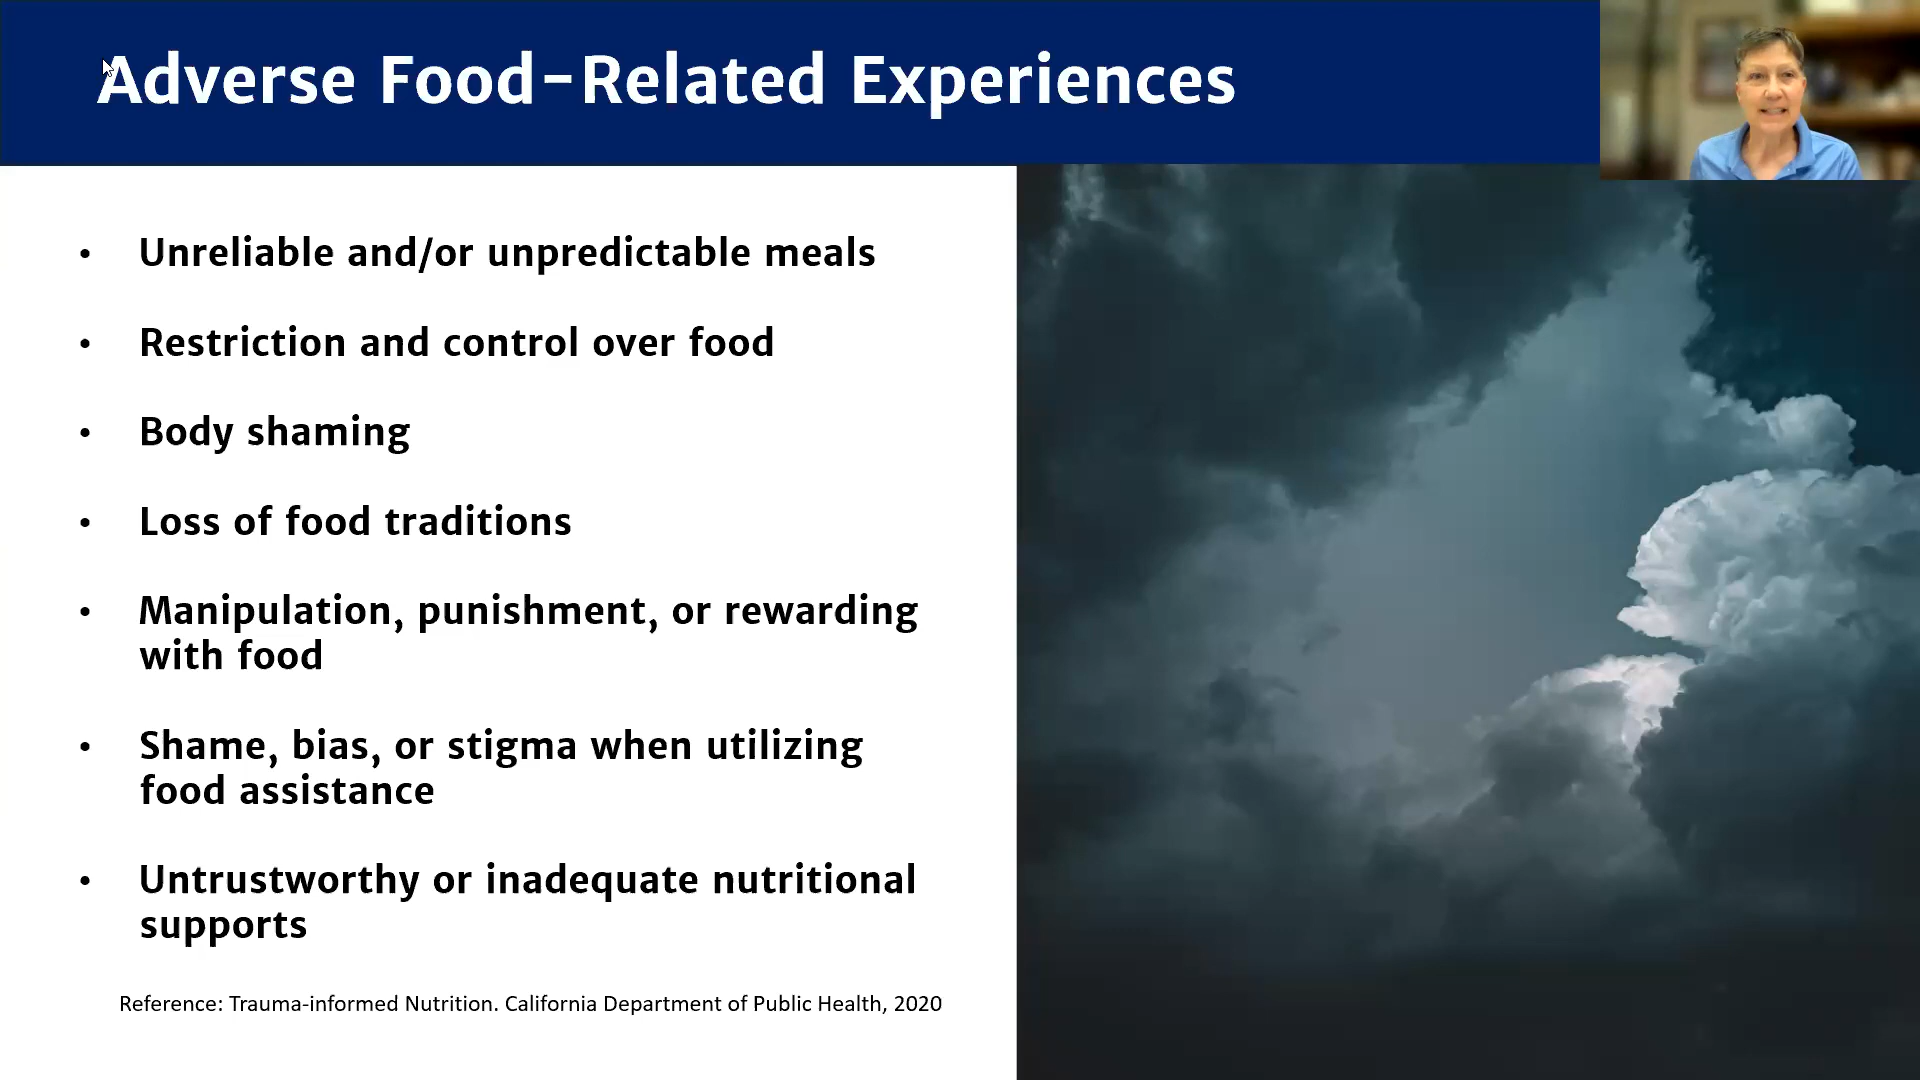 Adverse Food-Related Experiences
• Unreliable and/or unpredictable meals
• Restriction and control over food
• Body shaming
• Loss of food traditions
• Manipulation, punishment, or rewarding
with food
• Shame, bias, or stigma when utilizing
food assistance
• Untrustworthy or inadequate nutritional
supports
Reference: Trauma-informed Nutrition. California Department of Public Health, 2020